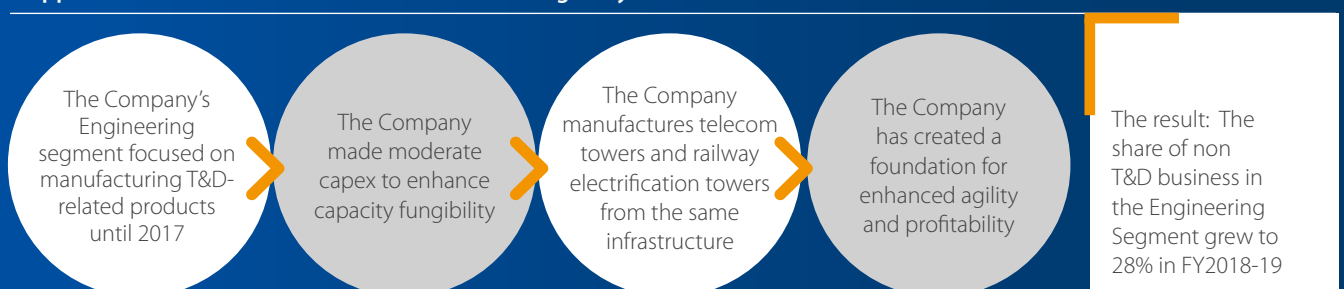 The Company's
Engineering
segment focused on
manufacturing T&D-
related products
until 2017
The Company
made moderate
capex to enhance
capacity fungibility
The Company
manufactures telecom
towers and railway
electrification towers
from the same
infrastructure
The Company
has created a
foundation for
enhanced agility
and profitability
The result: The
share of non
T&D business in
the Engineering
Segment grew to
28% in FY2018-19